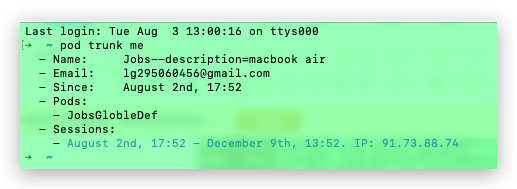 Last login: Tue Aug  3 13:00:16 on ttys000
[➜  ~ pod trunk me
  - Name:     Jobs--description=macbook air
  - Email:    lg295060456@gmail.com
  - Since:    August 2nd, 17:52
  - Pods:
    - JobsGlobleDef
  - Sessions:
    - August 2nd, 17:52 - December 9th, 13:52. IP: 91.73.88.74
➜  ~